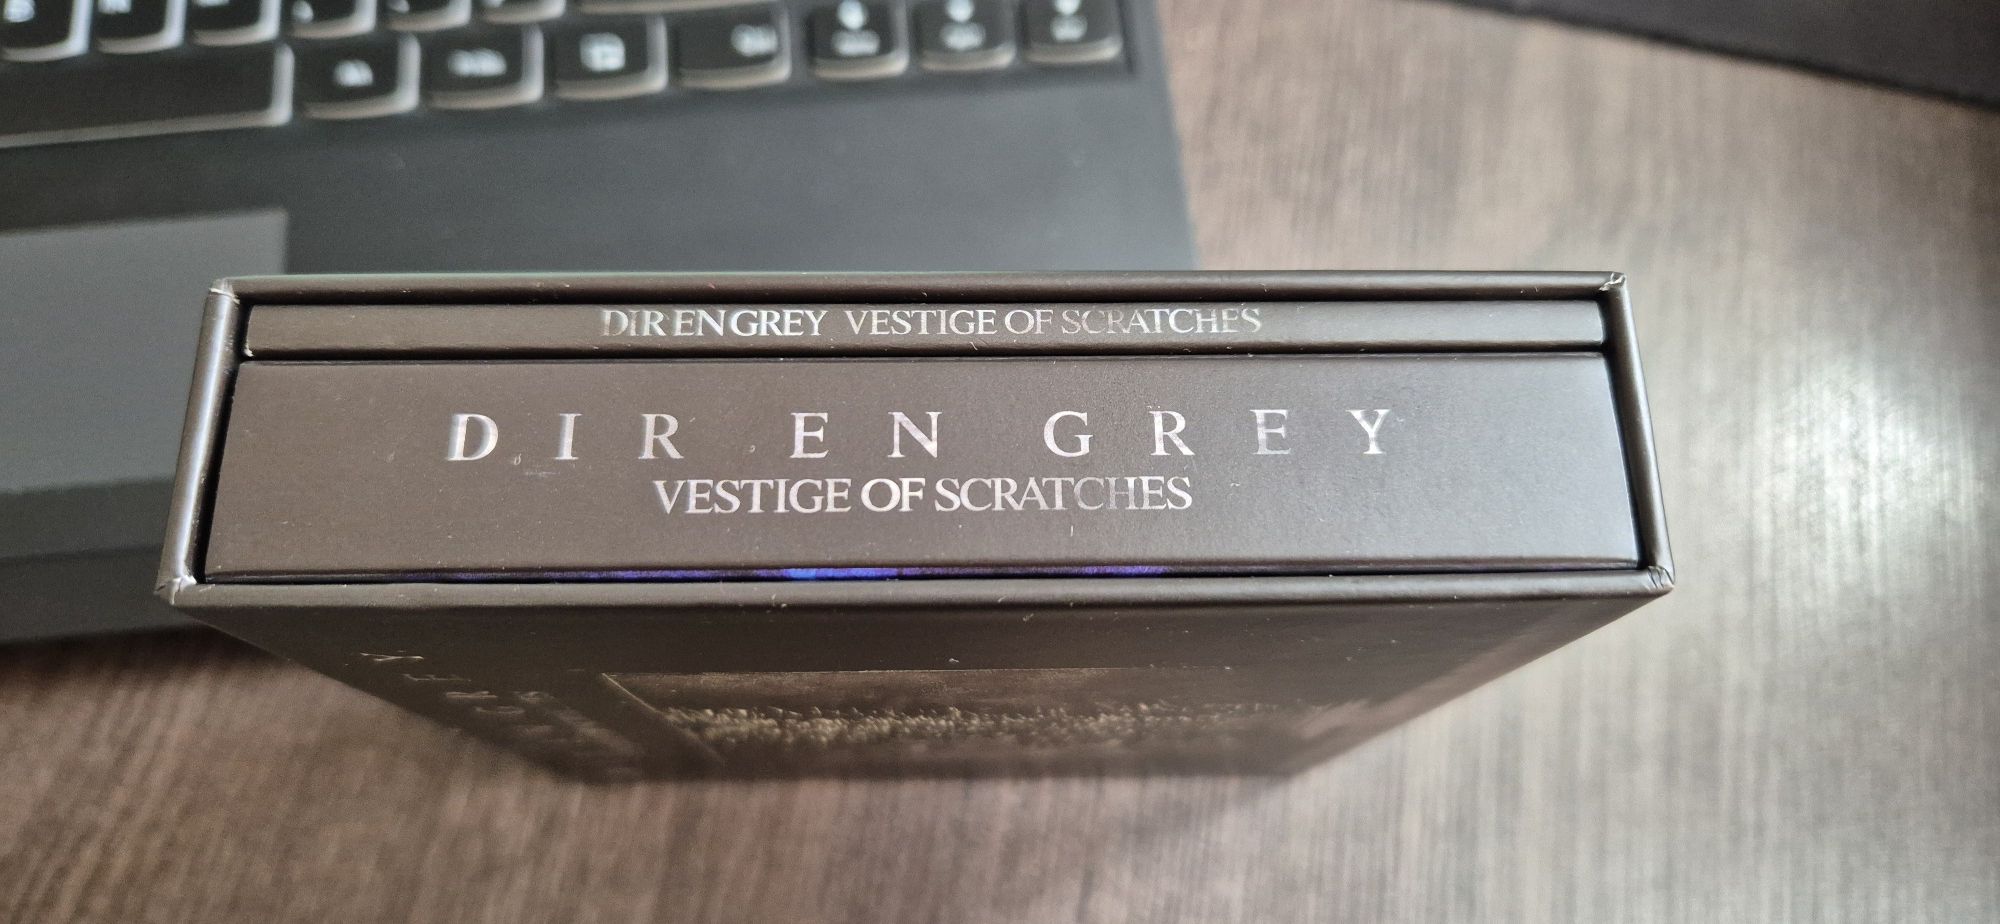 DIR EN GREY VESTIGE OF SCRATCHES
DIR EN GREY
VESTIGE OF SCRATCHES